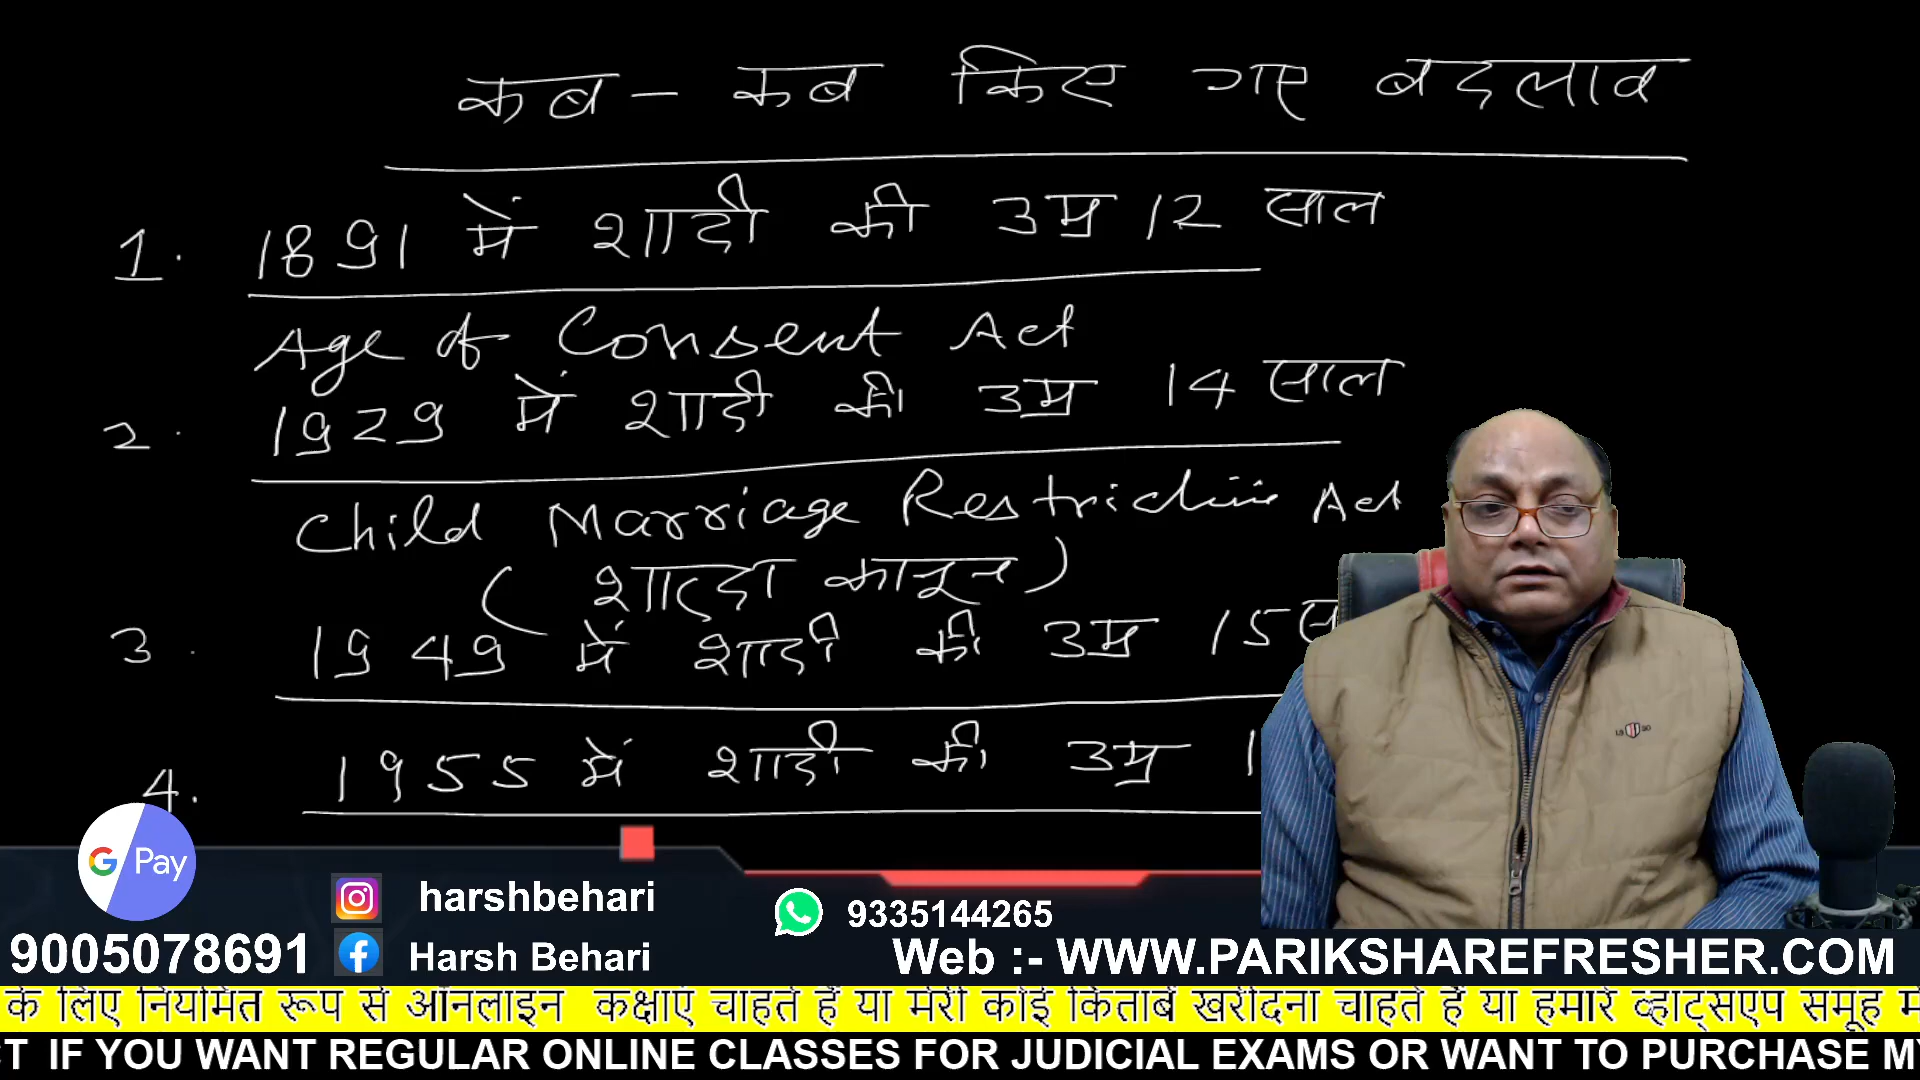 कब - कब किए गए बदलाव
1. 1891 में शादी की उम्र 12 साल
Age of Consent Act
2. 1929 में शादी की उम्र 14 साल
Child Marriage Act
(शारदा कानून)
3. 1949 में शादी की उम्र 15
4. 1955 में शादी की उम्र 1
G Pay
harshbehari
9335144265
9005078691
Harsh Behari
Web :- WWW.PARIKSHAREFRESHER.COM
के लिए नियमित रूप से ऑनलाइन कक्षाएं चाहते हैं या मेरी कोई किताबें खरीदना चाहते हैं या हमारे व्हाट्सएप समूह में
CT IF YOU WANT REGULAR ONLINE CLASSES FOR JUDICIAL EXAMS OR WANT TO PURCHASE MY